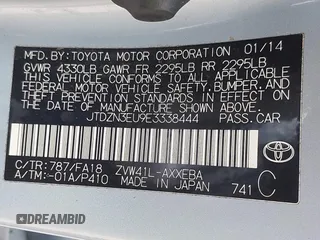 MFD. BY: TOYOTA MOTOR CORPORATION 01/14
GVWR 4330LB GAWR FR 2295LB RR 2295LB
THIS VEHICLE CONFORMS TO ALL APPLICABLE
FEDERAL MOTOR VEHICLE SAFETY, BUMPER, AND
THEFT PREVENTION STANDARDS IN EFFECT ON
THE DATE OF MANUFACTURE SHOWN ABOVE.
JTDZN3EU9E3338444 PASS.CAR
C/TR: 787/FA18 ZVW41L-AXXEBA
A/TM:-01A/P410 MADE IN JAPAN 741 C
DREAMBID